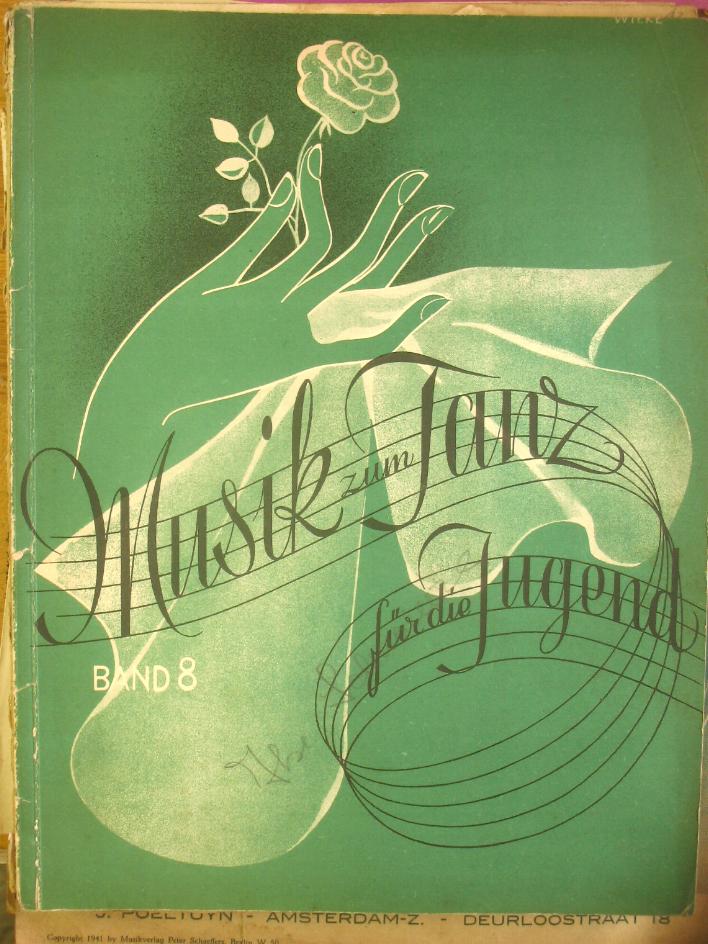 WIEKE
Musik zum Tanz
für die Jugend
BAND 8
J. POELTUYN - AMSTERDAM-Z. - DEURLOOSTRAAT 18
Copyright 1941 by Musikverlag Peter Schaeffers, Berlin W 50